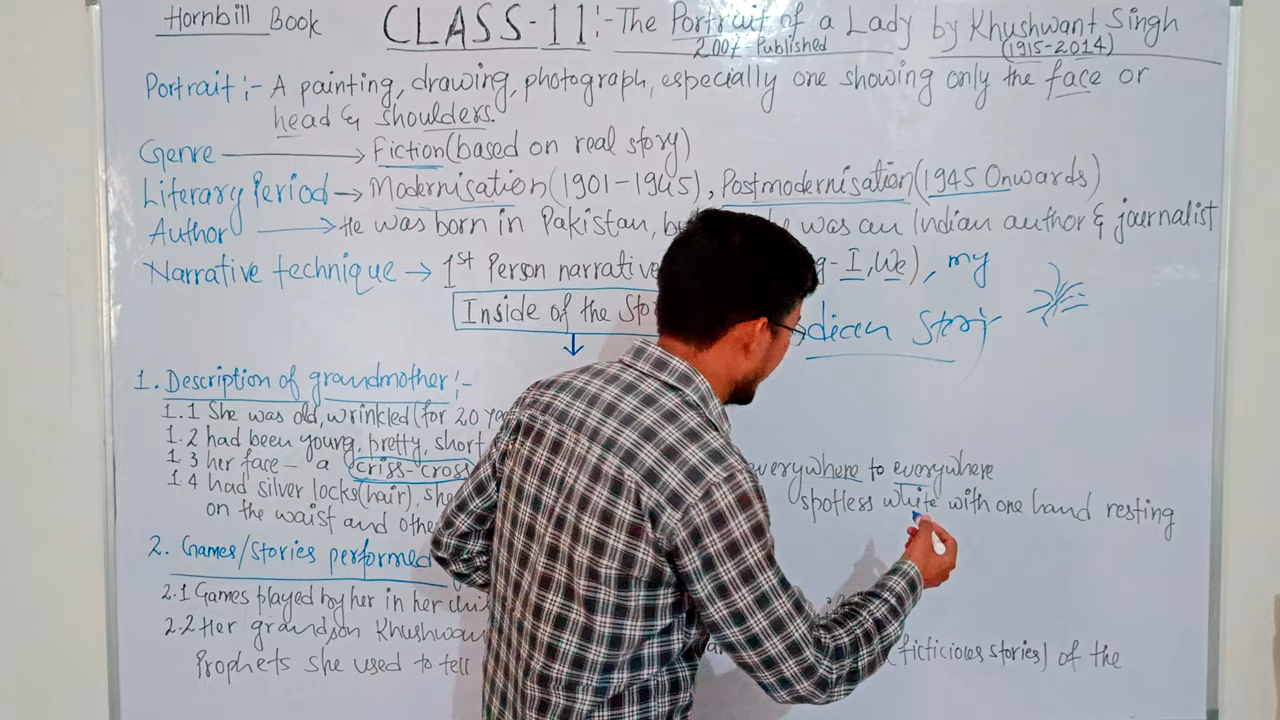 Hornbill Book CLASS-11:- The Portrait of a Lady by Khushwant Singh
2007-Published (1915-2014)
Portrait:- A painting, drawing, photograph, especially one showing only the face or
head & shoulders.
Genre → Fiction (based on real story)
Literary Period → Modernisation (1901-1945), Postmodernisation (1945 Onwards)
Author → He was born in Pakistan, he was an Indian author & journalist
Narrative technique → 1st Person narrative I, We), my
Inside of the Story
1. Description of grandmother:-
1.1 She was old, wrinkled (for 20
1.2 had been young, pretty, short
1.3 her face - a criss-cross everywhere to everywhere
1.4 had silver locks (hair), she spotless white with one hand resting
on the waist and other
2. Games/Stories performed
2.1 Games played by her in her
2.2 Her grandson Khushwant (ficticious stories) of the
Prophets she used to tell